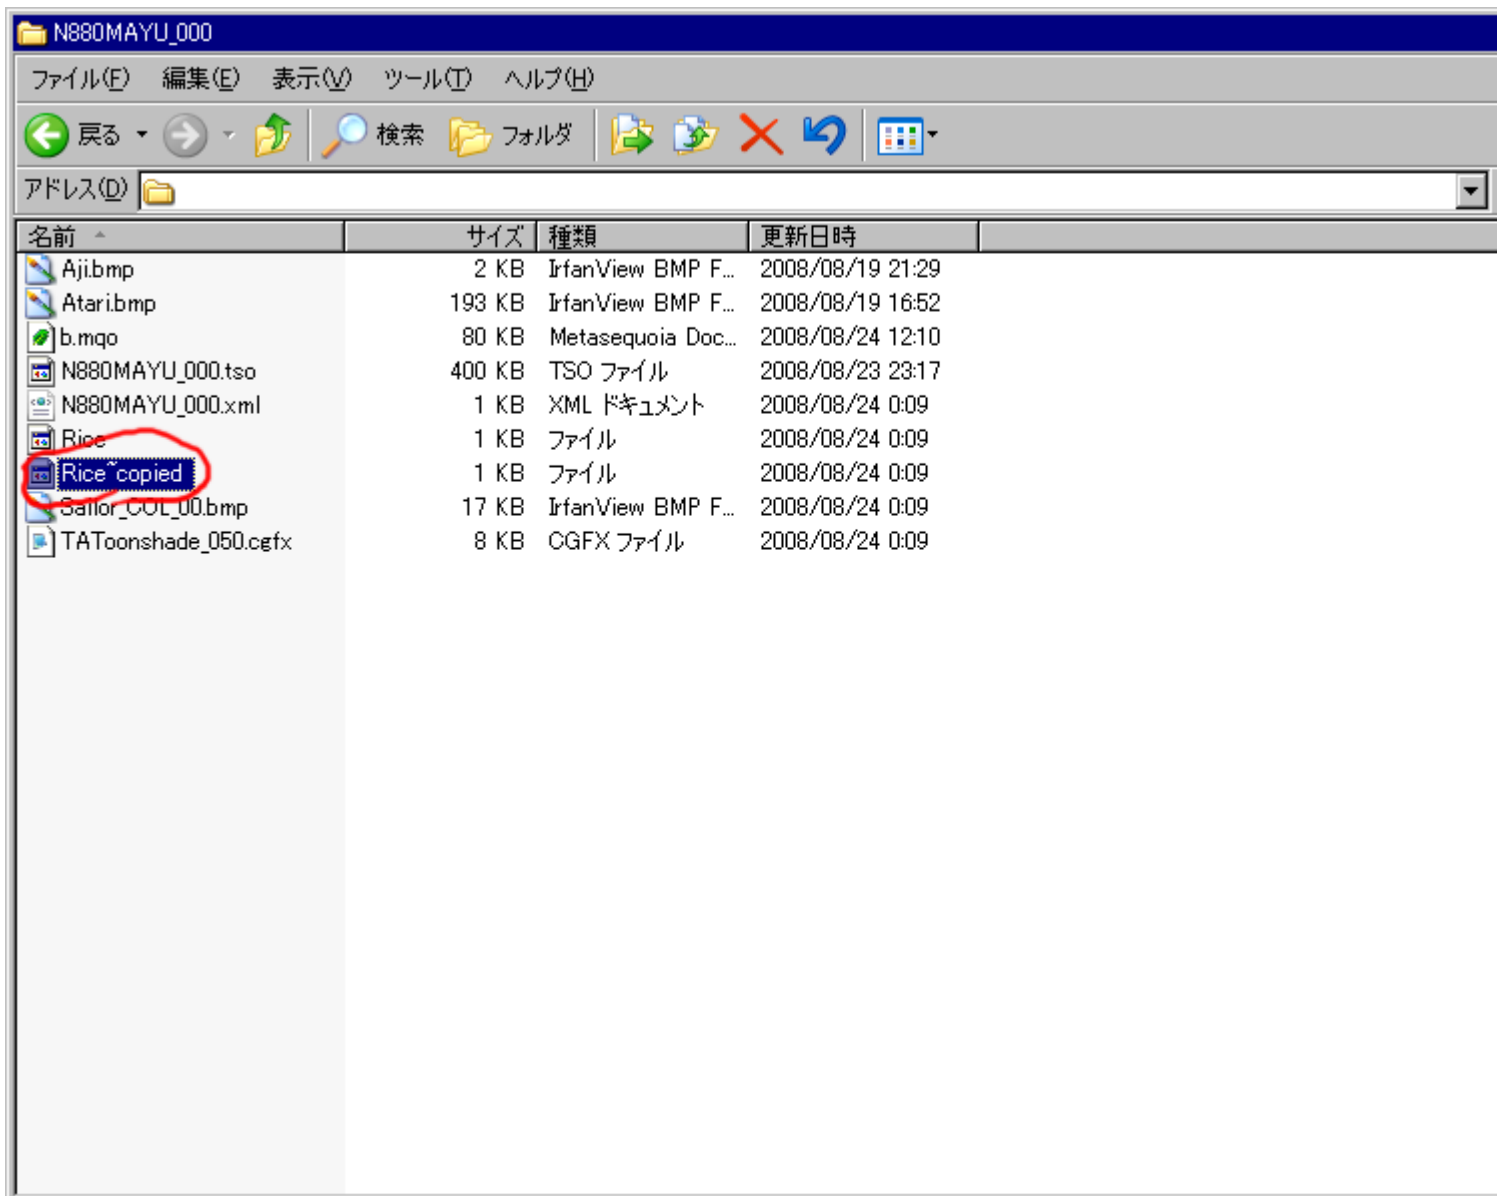 N880MAYU_000
ファイル(F) 編集(E) 表示(V) ツール(T) ヘルプ(H)
戻る 検索 フォルダ
アドレス(D)
名前 サイズ 種類 更新日時
Aji.bmp 2 KB IrfanView BMP F... 2008/08/19 21:29
Atari.bmp 193 KB IrfanView BMP F... 2008/08/19 16:52
b.mqo 80 KB Metasequoia Doc... 2008/08/24 12:10
N880MAYU_000.tso 400 KB TSO ファイル 2008/08/23 23:17
N880MAYU_000.xml 1 KB XML ドキュメント 2008/08/24 0:09
Rice 1 KB ファイル 2008/08/24 0:09
Rice~copied 1 KB ファイル 2008/08/24 0:09
Sailor_COL_00.bmp 17 KB IrfanView BMP F... 2008/08/24 0:09
TAToonshade_050.cgfx 8 KB CGFX ファイル 2008/08/24 0:09